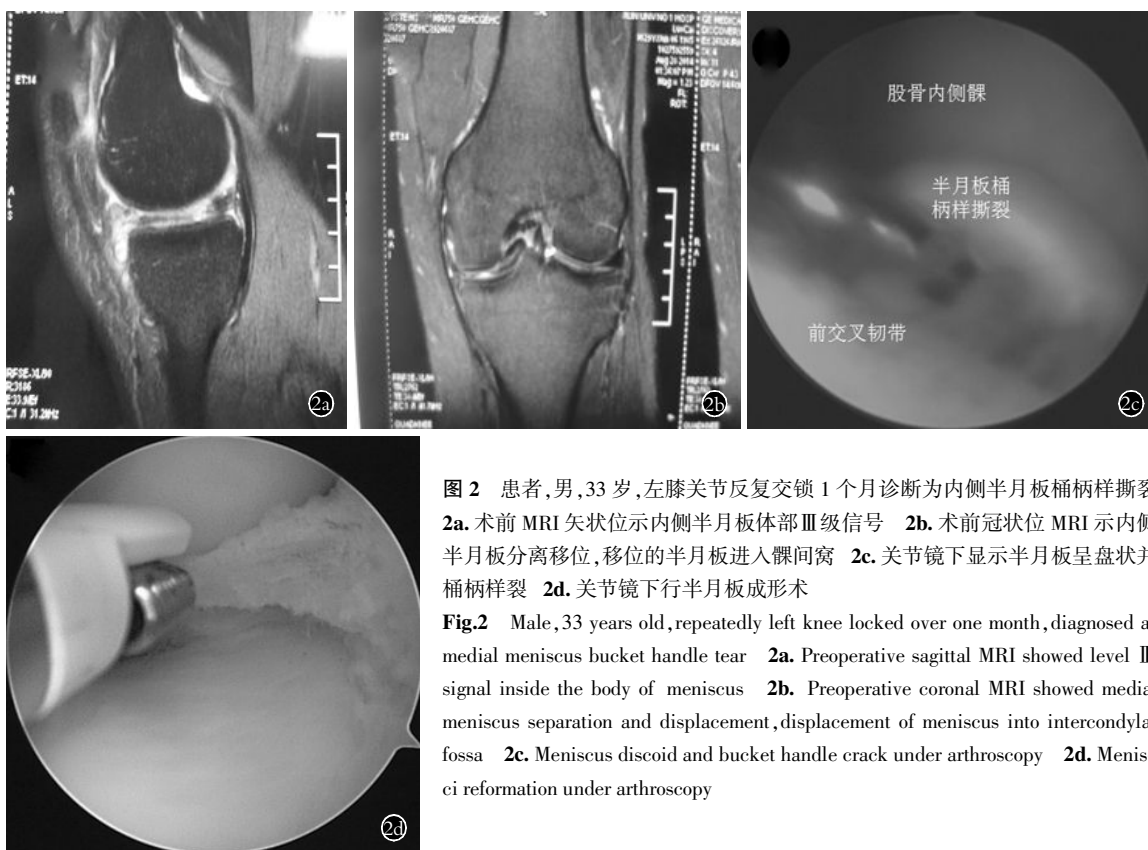 ET:14
A
L
S
RFSE-XL/90
2a
ET:14
R
A
I
L
P
S
2b
股骨内侧髁
半月板桶
柄样撕裂
前交叉韧带
2c
2d
图 2 患者,男,33 岁,左膝关节反复交锁 1 个月诊断为内侧半月板桶柄样撕裂
2a. 术前 MRI 矢状位示内侧半月板体部Ⅲ级信号 2b. 术前冠状位 MRI 示内侧
半月板分离移位,移位的半月板进入髁间窝 2c. 关节镜下显示半月板呈盘状并
桶柄样裂 2d. 关节镜下行半月板成形术
Fig.2 Male,33 years old,repeatedly left knee locked over one month,diagnosed a
medial meniscus bucket handle tear 2a. Preoperative sagittal MRI showed level Ⅲ
signal inside the body of meniscus 2b. Preoperative coronal MRI showed media
meniscus separation and displacement,displacement of meniscus into intercondyla
fossa 2c. Meniscus discoid and bucket handle crack under arthroscopy 2d. Menis
ci reformation under arthroscopy